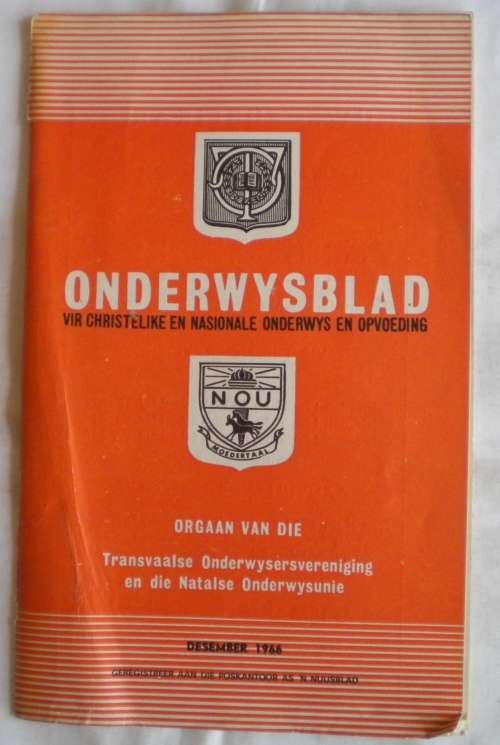 ONDERWYSBLAD
VIR CHRISTELIKE EN NASIONALE ONDERWYS EN OPVOEDING
NOU
MOEDERTAAL
ORGAAN VAN DIE
Transvaalse Onderwysersvereniging
en die Natalse Onderwysunie
DESEMBER 1966
GEREGISTREER AAN DIE POSKANTOOR AS 'N NUUSBLAD